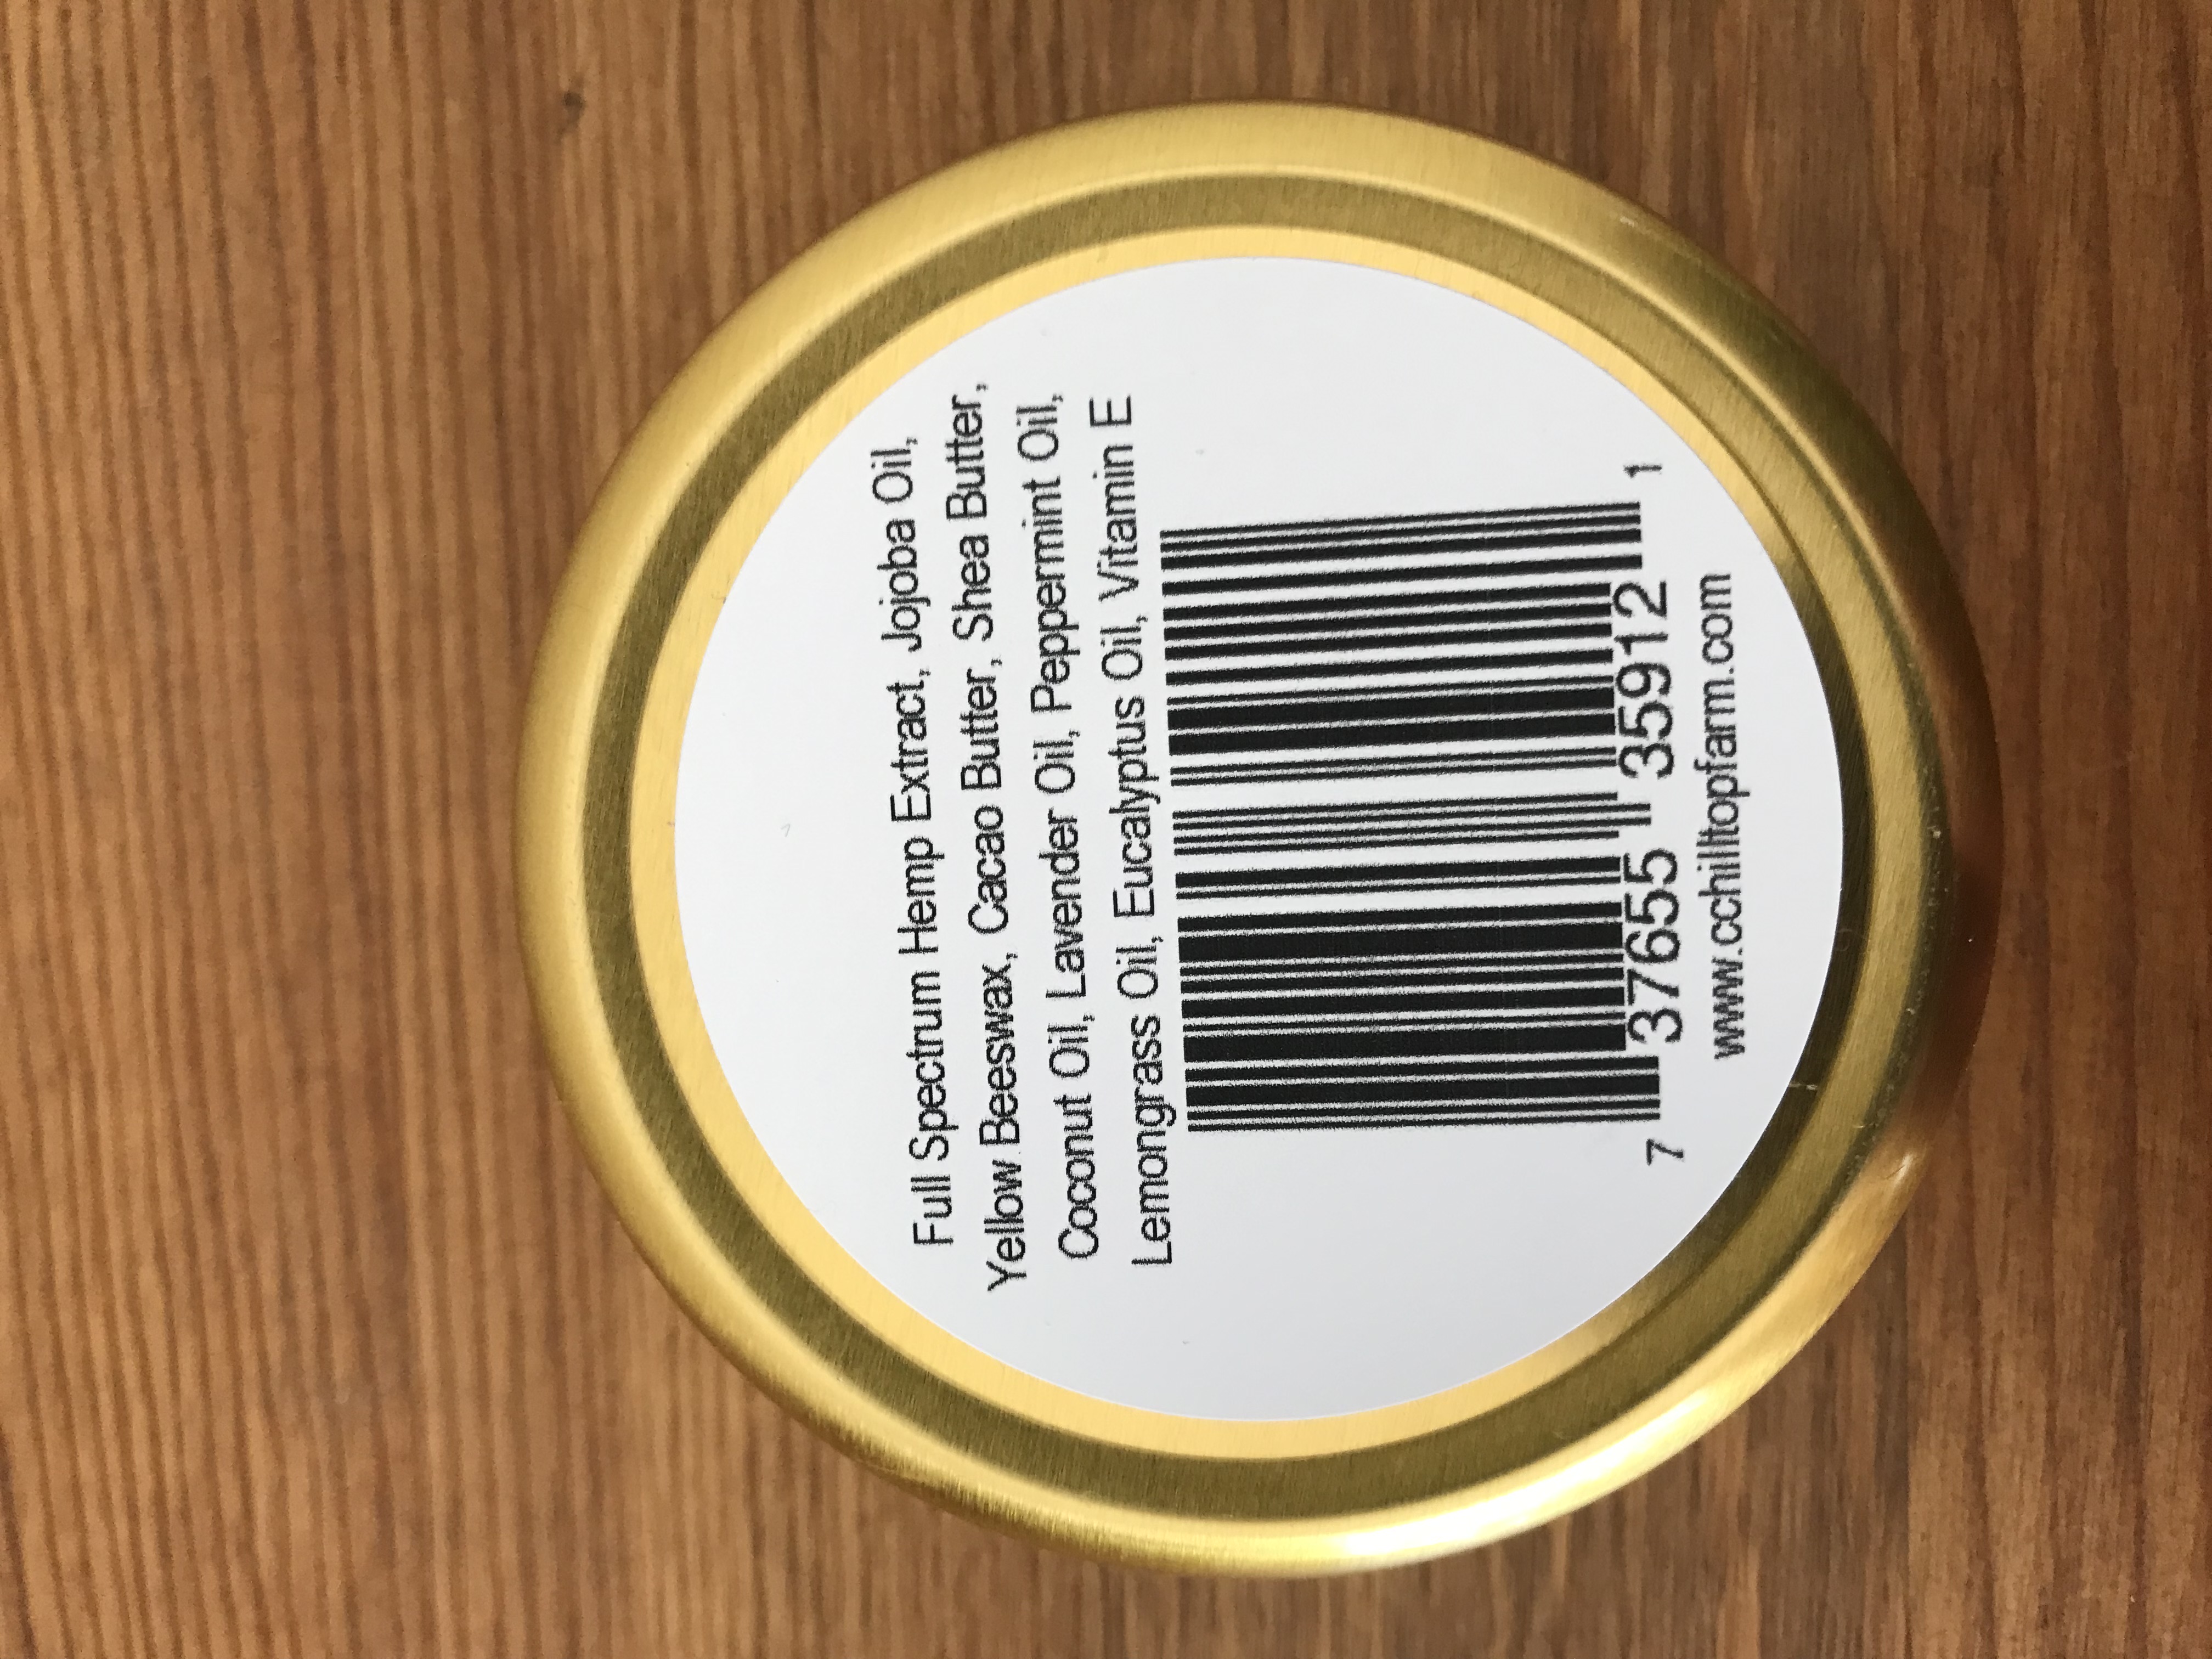 Full Spectrum Hemp Extract, Jojoba Oil,
Yellow Beeswax, Cacao Butter, Shea Butter,
Coconut Oil, Lavender Oil, Peppermint Oil,
Lemongrass Oil, Eucalyptus Oil, Vitamin E
7 37655 35912 1
www.cchilltopfarm.com